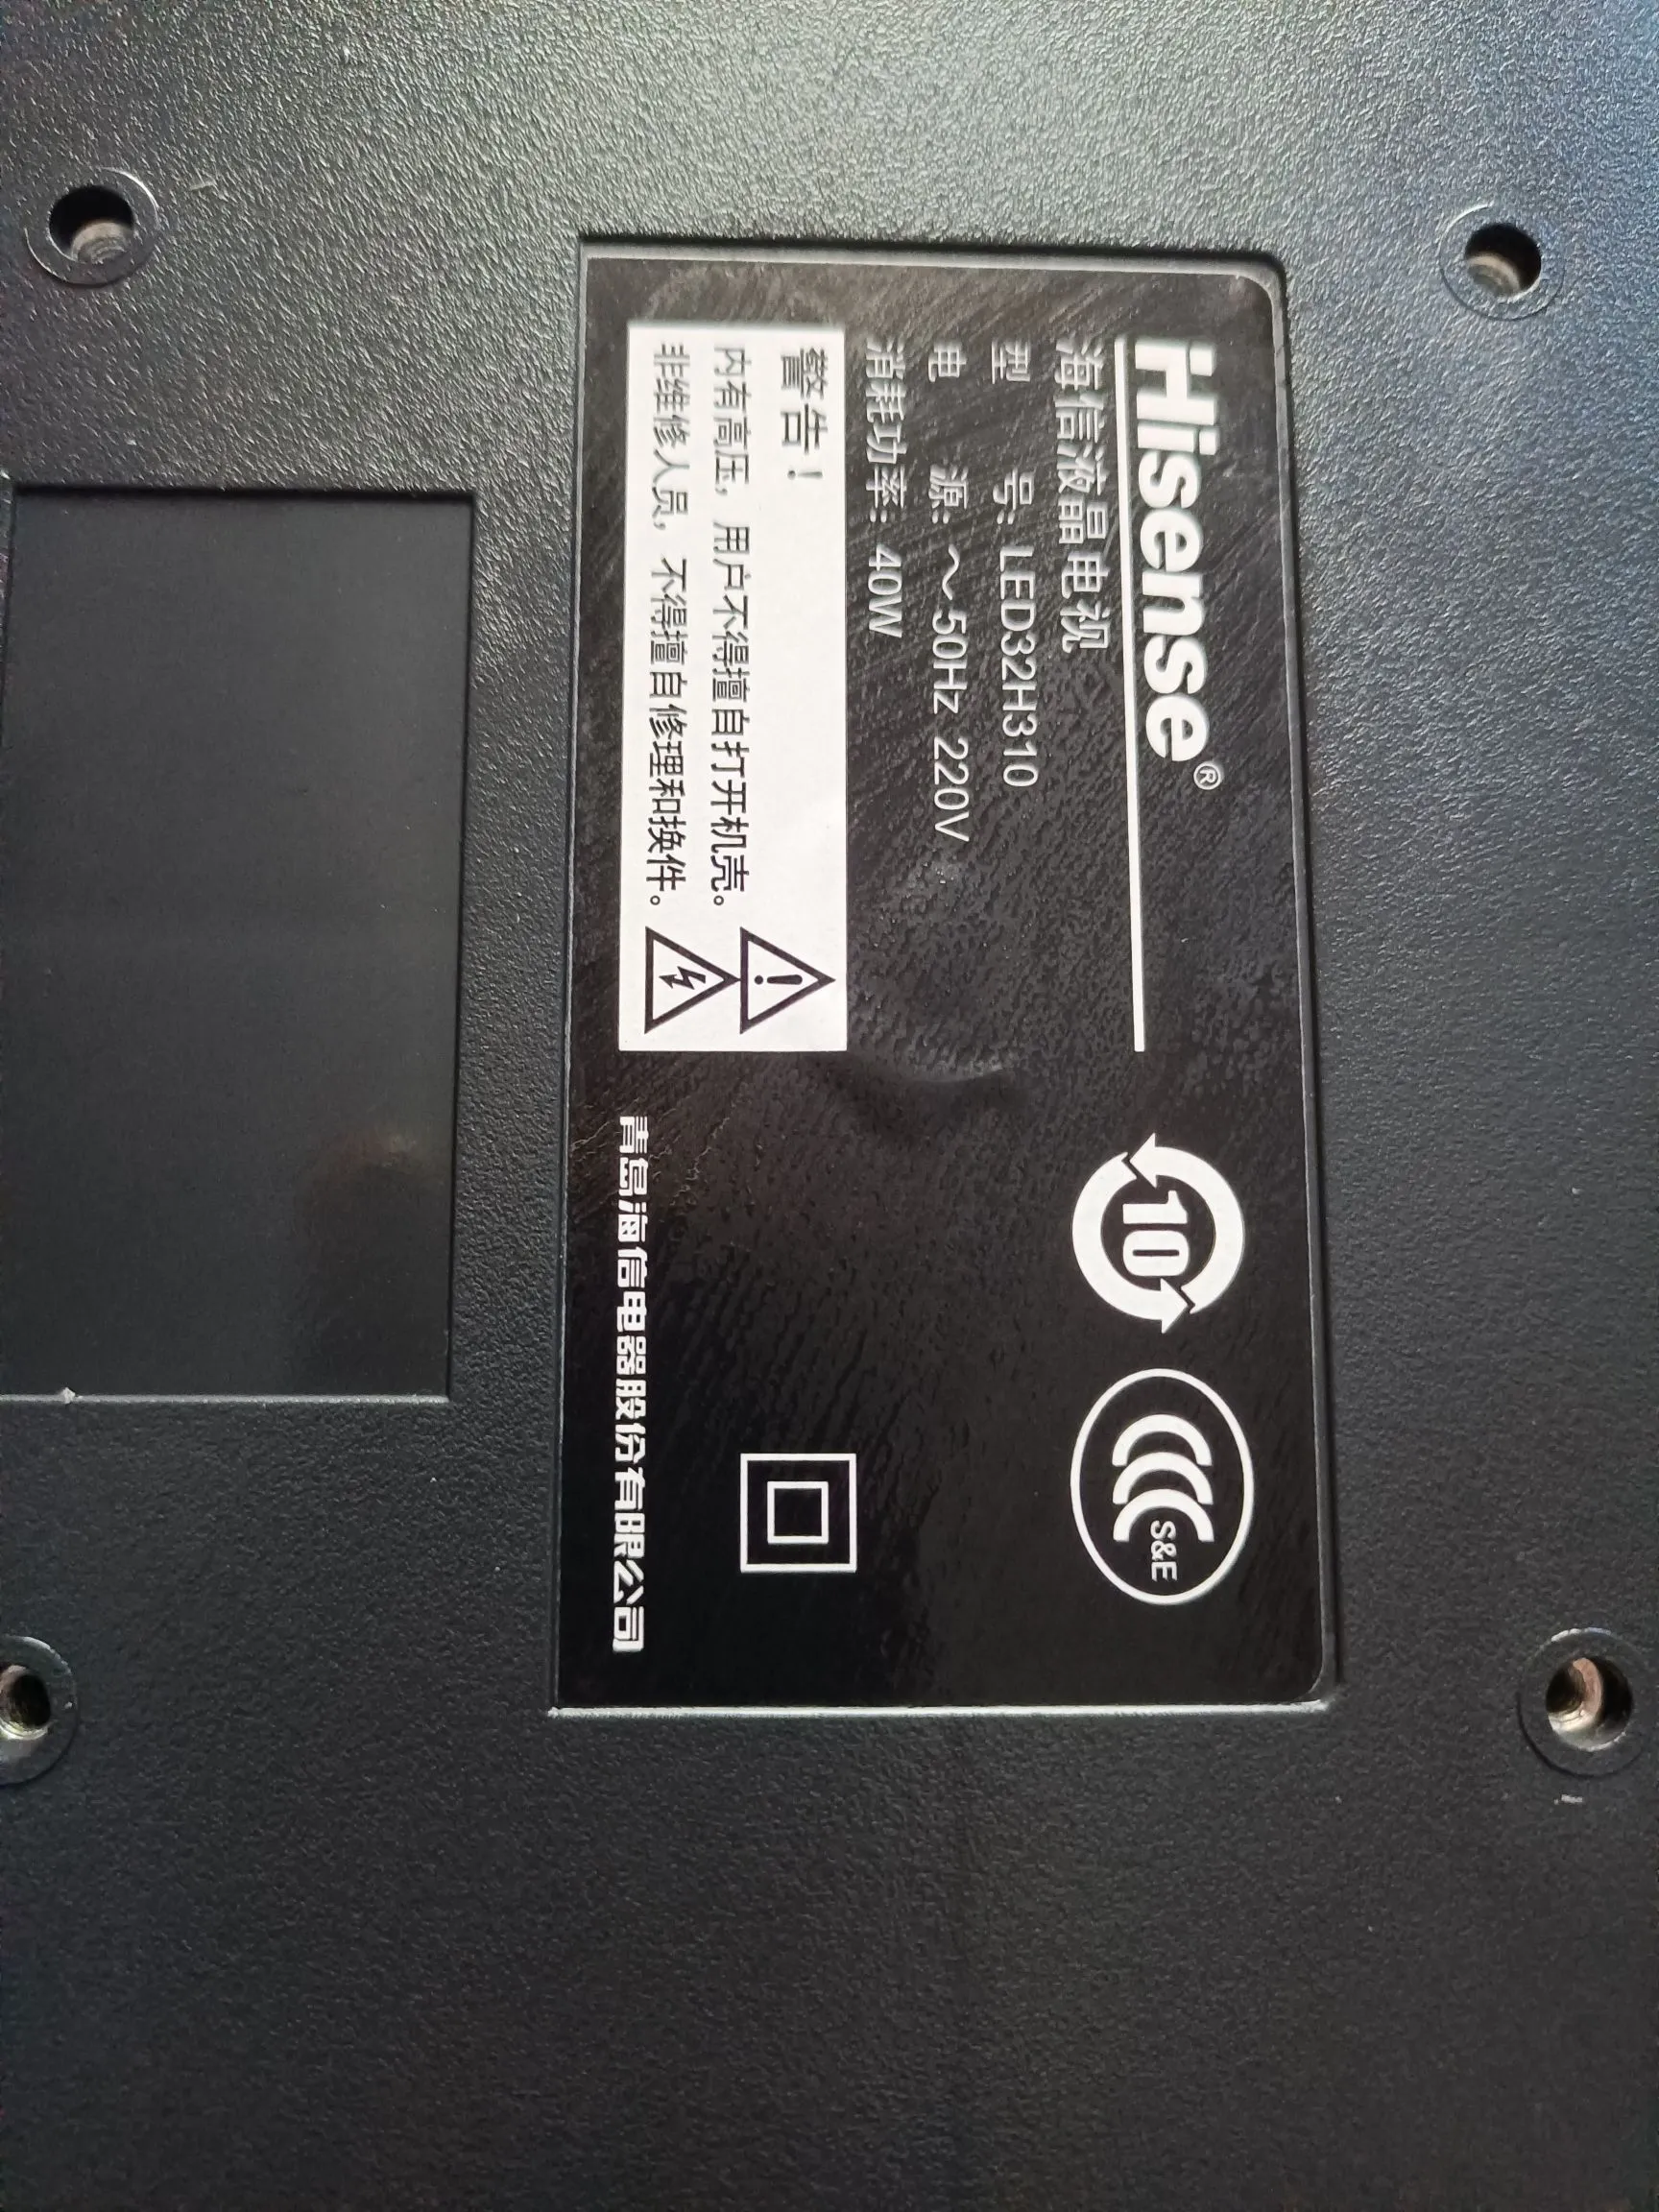 Hisense®
海信液晶电视
型 号: LED32H310
电 源: ～50Hz 220V
消耗功率: 40W
警告！
内有高压，用户不得擅自打开机壳。
非维修人员，不得擅自修理和换件。
10
CCC S&E
青岛海信电器股份有限公司